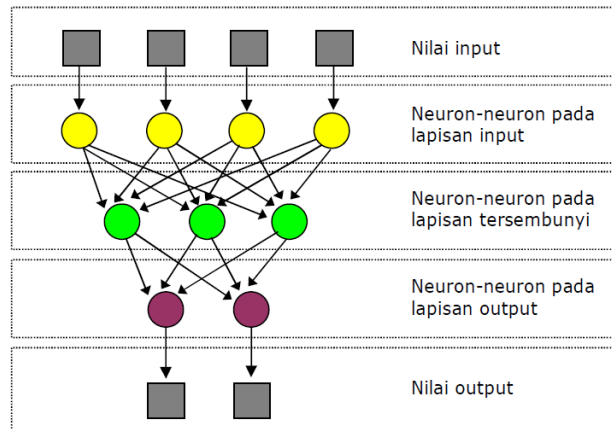 Nilai input
Neuron-neuron pada
lapisan input
Neuron-neuron pada
lapisan tersembunyi
Neuron-neuron pada
lapisan output
Nilai output